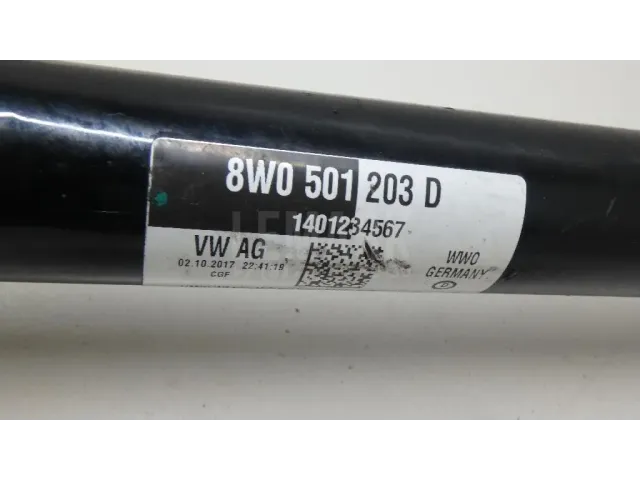 8W0 501 203 D
1401234567
VW AG
02.10.2017 22:41:19
CGF
WWO
GERMANY